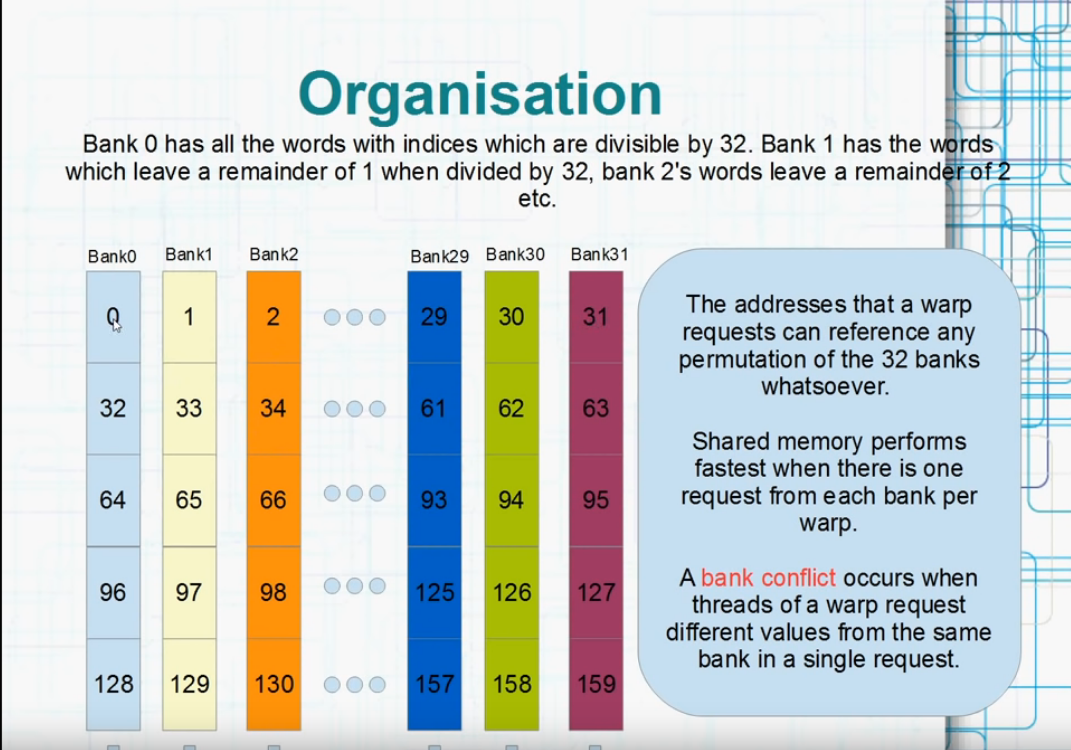 Organisation
Bank 0 has all the words with indices which are divisible by 32. Bank 1 has the words
which leave a remainder of 1 when divided by 32, bank 2's words leave a remainder of 2
etc.
Bank0 Bank1 Bank2 Bank29 Bank30 Bank31
0 1 2 29 30 31
32 33 34 61 62 63
64 65 66 93 94 95
96 97 98 125 126 127
128 129 130 157 158 159
The addresses that a warp
requests can reference any
permutation of the 32 banks
whatsoever.
Shared memory performs
fastest when there is one
request from each bank per
warp.
A bank conflict occurs when
threads of a warp request
different values from the same
bank in a single request.